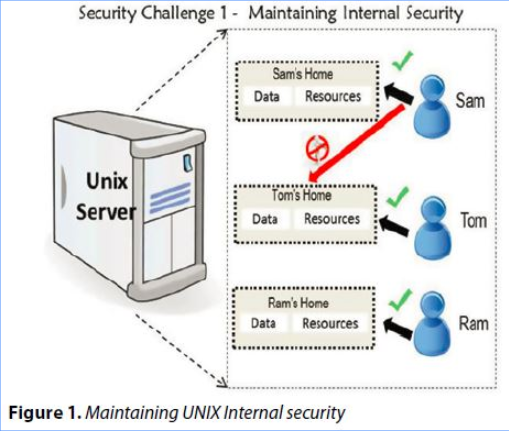 Security Challenge 1 - Maintaining Internal Security
Sam's Home
Data Resources
Sam
Unix
Server
Tom's Home
Data Resources
Tom
Ram's Home
Data Resources
Ram
Figure 1. Maintaining UNIX Internal security